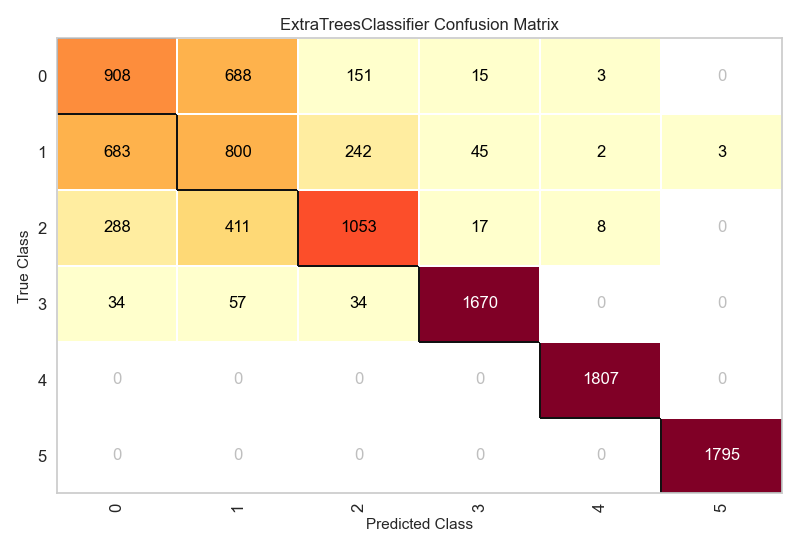 ExtraTreesClassifier Confusion Matrix
True Class
0 908 688 151 15 3 0
1 683 800 242 45 2 3
2 288 411 1053 17 8 0
3 34 57 34 1670 0 0
4 0 0 0 0 1807 0
5 0 0 0 0 0 1795
0 1 2 3 4 5
Predicted Class